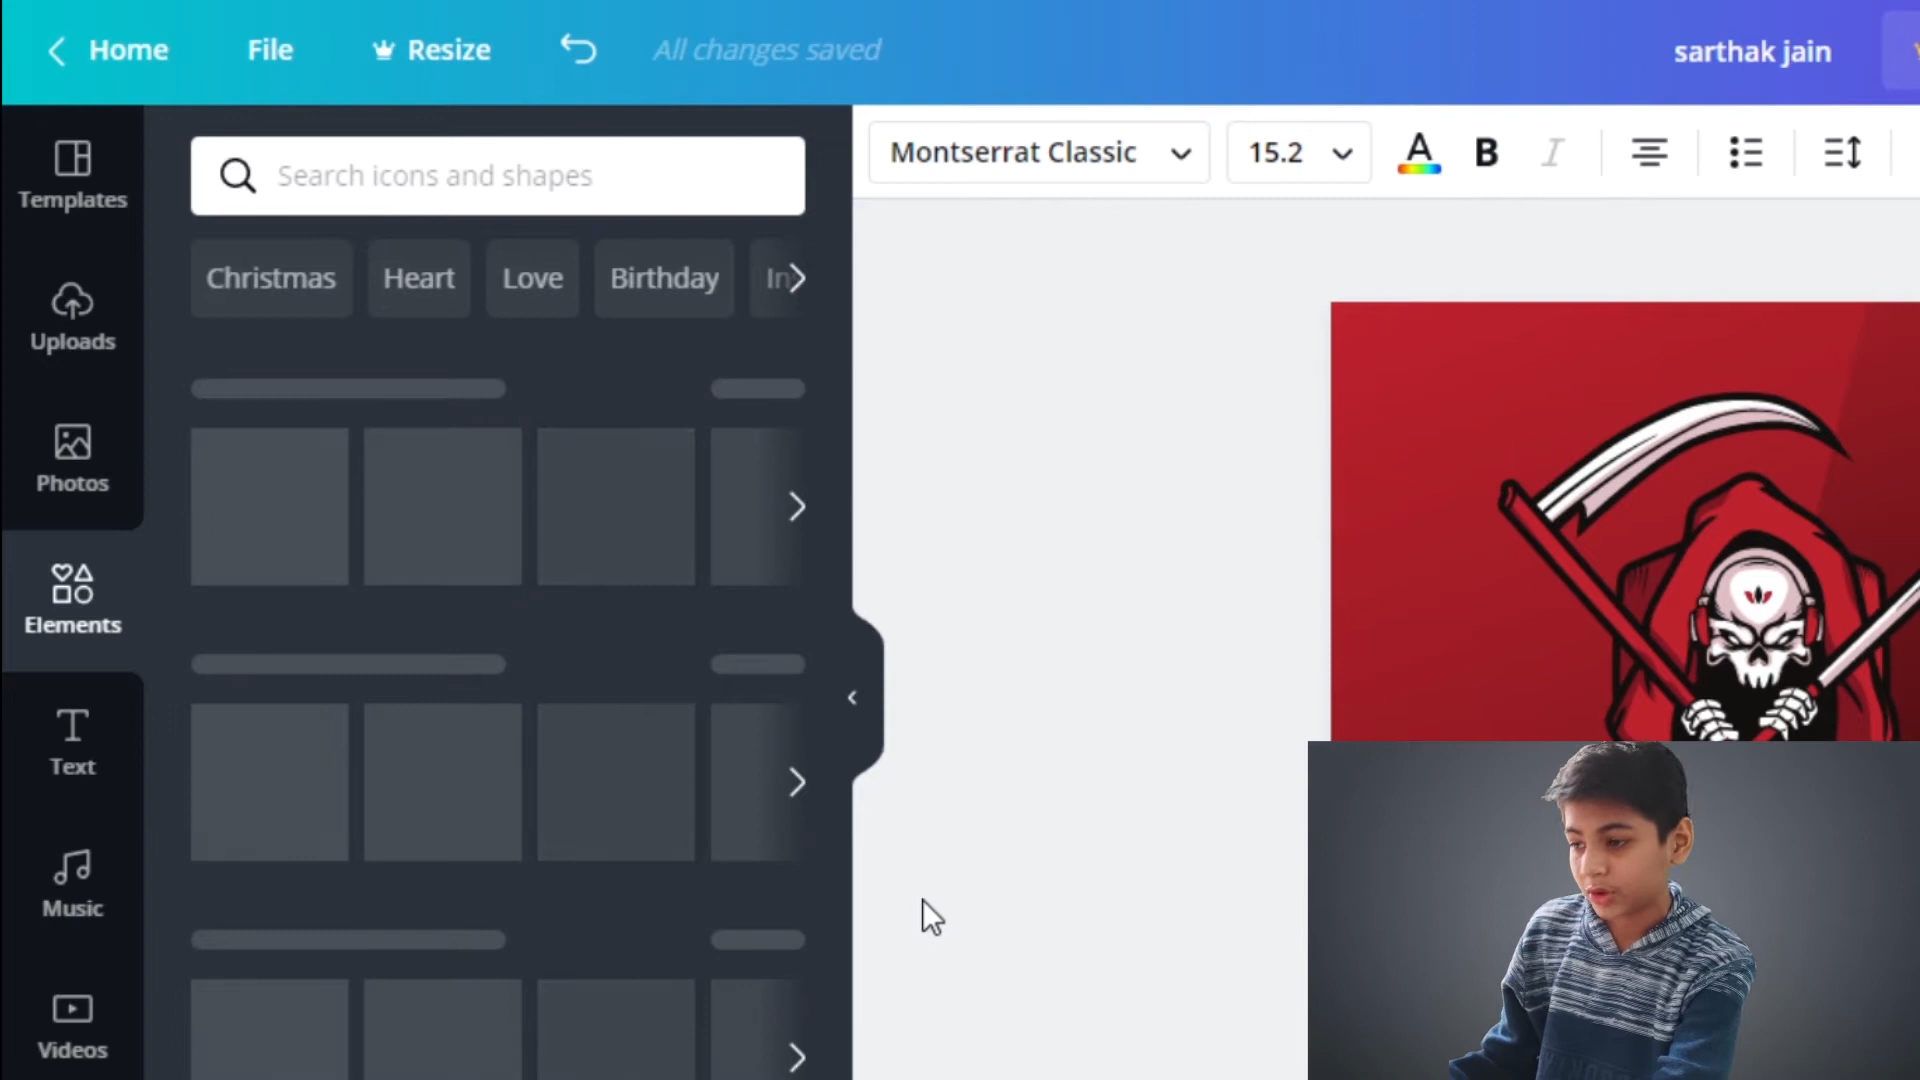 Home File Resize All changes saved sarthak jain
Search icons and shapes
Montserrat Classic 15.2 A B I
Christmas Heart Love Birthday
Templates
Uploads
Photos
Elements
T
Text
Music
Videos